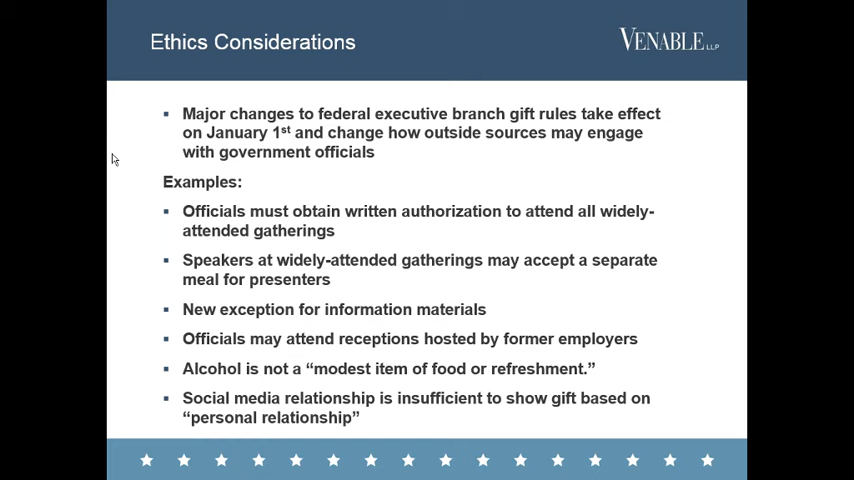 Ethics Considerations
VENABLE LLP
▪ Major changes to federal executive branch gift rules take effect
on January 1st and change how outside sources may engage
with government officials
Examples:
▪ Officials must obtain written authorization to attend all widely-
attended gatherings
▪ Speakers at widely-attended gatherings may accept a separate
meal for presenters
▪ New exception for information materials
▪ Officials may attend receptions hosted by former employers
▪ Alcohol is not a “modest item of food or refreshment.”
▪ Social media relationship is insufficient to show gift based on
“personal relationship”